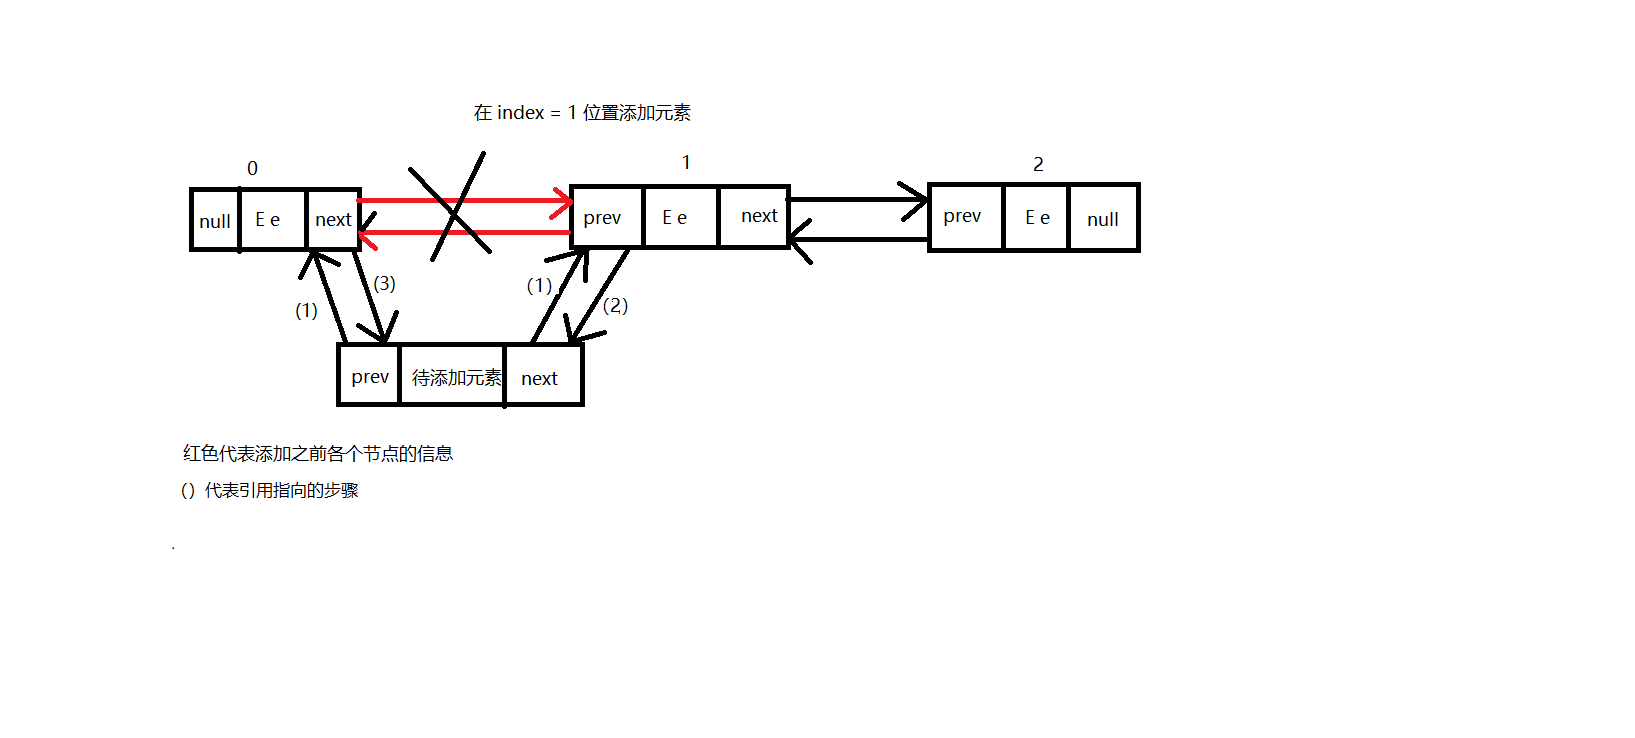 在 index = 1 位置添加元素
0
1
2
null E e next
prev E e next
prev E e null
(1)
(3)
(1)
(2)
prev 待添加元素 next
红色代表添加之前各个节点的信息
() 代表引用指向的步骤
.